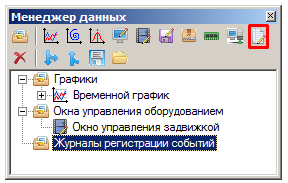 Менеджер данных
Графики
Временной график
Окна управления оборудованием
Окно управления задвижкой
Журналы регистрации событий